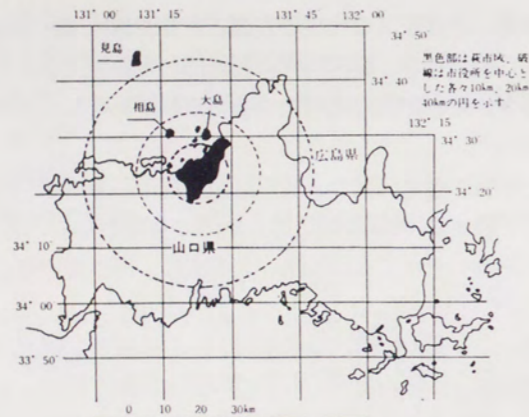 131° 00′
131° 15′
131° 45′
132° 00′
34° 50′
見島
黒色部は萩市域、破
線は市役所を中心と
した各々10km、20km
40kmの円を示す。
34° 40′
相島
大島
132° 15′
34° 30′
広島県
34° 20′
34° 10′
山口県
34° 00′
33° 50′
0 10 20 30km